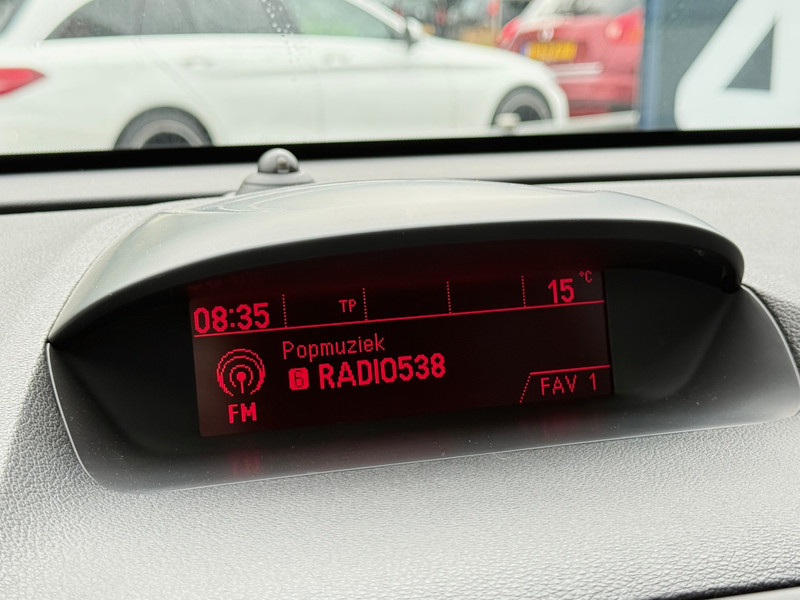 08:35 TP 15 °C
Popmuziek
6 RADIO538
FM FAV 1